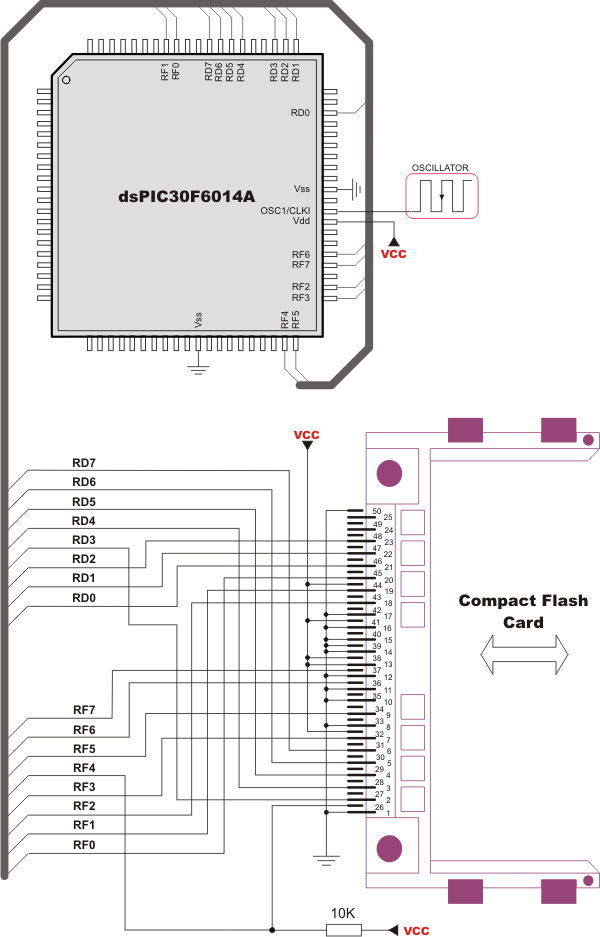 RF1 RF0 RD7 RD6 RD5 RD4 RD3 RD2 RD1
RD0
dsPIC30F6014A
Vss
OSC1/CLKI
Vdd
OSCILLATOR
VCC
RF6
RF7
RF2
RF3
Vss RF4 RF5
VCC
RD7
RD6
RD5
RD4
RD3
RD2
RD1
RD0
RF7
RF6
RF5
RF4
RF3
RF2
RF1
RF0
50
25
49
24
48
23
47
22
46
21
45
20
44
19
43
18
42
17
41
16
40
15
39
14
38
13
37
12
36
11
35
10
34
9
33
8
32
7
31
6
30
5
29
4
28
3
27
2
26
1
Compact Flash
Card
10K
VCC